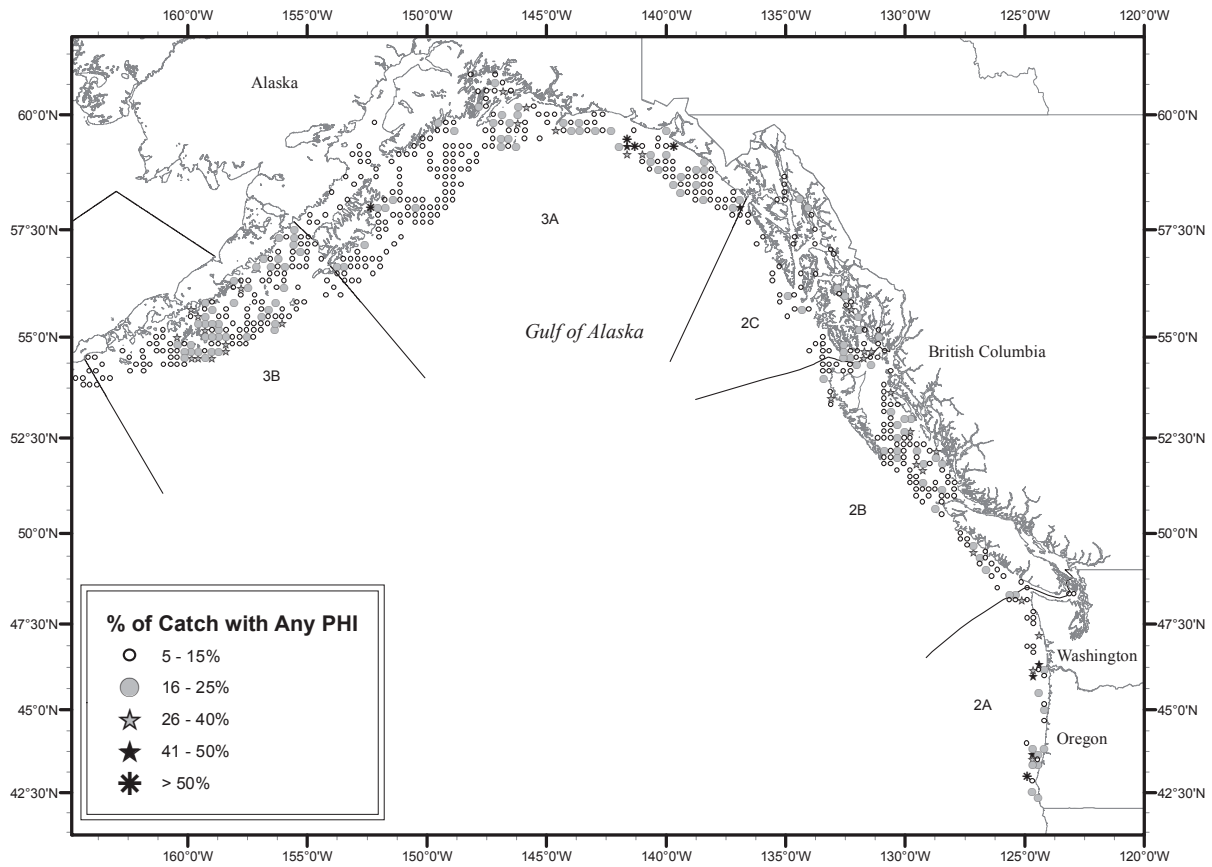 160°0'W 155°0'W 150°0'W 145°0'W 140°0'W 135°0'W 130°0'W 125°0'W 120°0'W
Alaska
60°0'N 60°0'N
3A
57°30'N 57°30'N
Gulf of Alaska
2C
55°0'N 55°0'N
British Columbia
3B
52°30'N 52°30'N
2B
50°0'N 50°0'N
47°30'N 47°30'N
% of Catch with Any PHI
5 - 15%
16 - 25%
26 - 40%
41 - 50%
> 50%
Washington
2A
45°0'N 45°0'N
Oregon
42°30'N 42°30'N
160°0'W 155°0'W 150°0'W 145°0'W 140°0'W 135°0'W 130°0'W 125°0'W 120°0'W